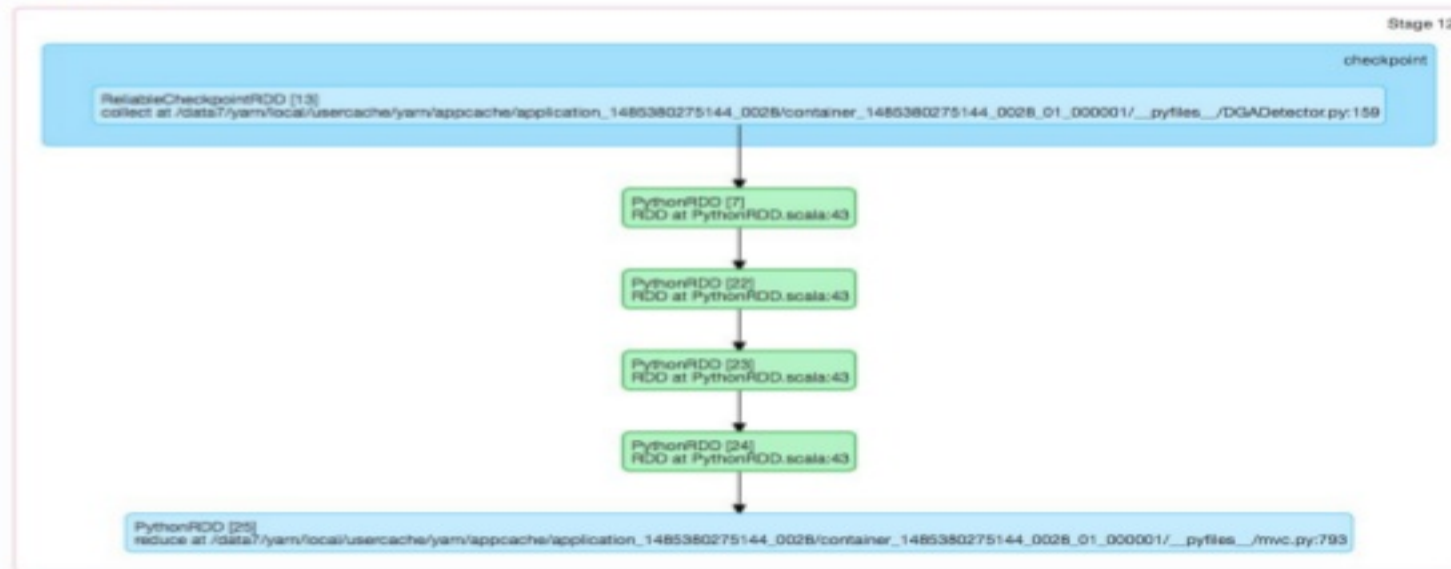 Stage 12
checkpoint
ReliableCheckpointRDD [13]
collect at /data7/yarn/local/usercache/yarn/appcache/application_1485380275144_0028/container_1485380275144_0028_01_000001/__pyfiles__/DGADetector.py:159
PythonRDD [7]
RDD at PythonRDD.scala:43
PythonRDD [22]
RDD at PythonRDD.scala:43
PythonRDD [23]
RDD at PythonRDD.scala:43
PythonRDD [24]
RDD at PythonRDD.scala:43
PythonRDD [25]
reduce at /data7/yarn/local/usercache/yarn/appcache/application_1485380275144_0028/container_1485380275144_0028_01_000001/__pyfiles__/mvc.py:793